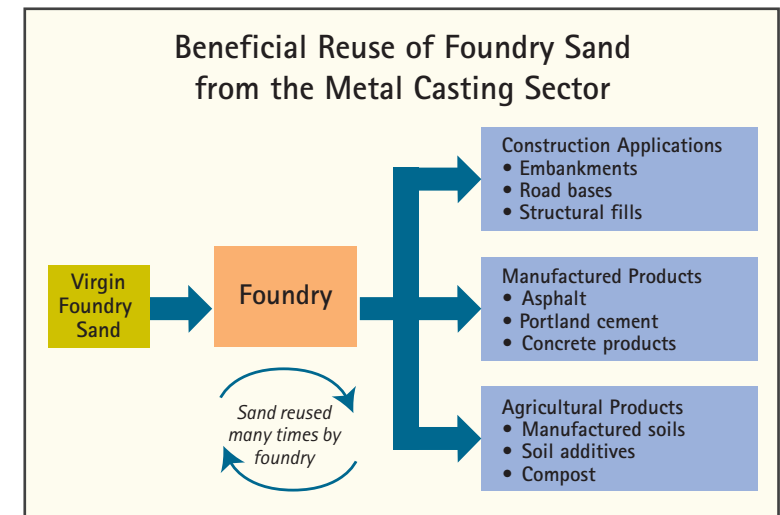 Beneficial Reuse of Foundry Sand
from the Metal Casting Sector
Virgin
Foundry
Sand
Foundry
Sand reused
many times by
foundry
Construction Applications
• Embankments
• Road bases
• Structural fills
Manufactured Products
• Asphalt
• Portland cement
• Concrete products
Agricultural Products
• Manufactured soils
• Soil additives
• Compost